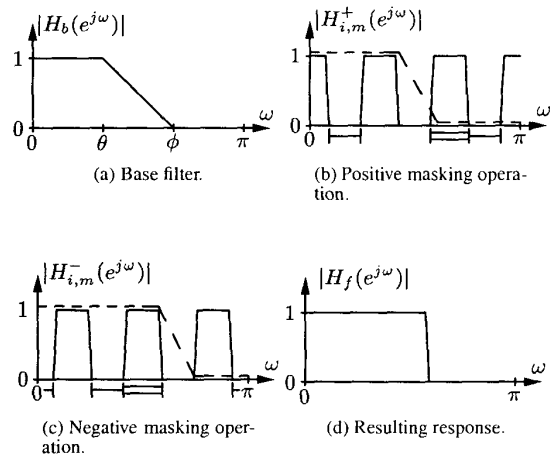 |H_b(e^{jω})|
1
0
0 θ φ π
ω
(a) Base filter.
|H^+_{i,m}(e^{jω})|
1
0
0 π
ω
(b) Positive masking opera-
tion.
|H^-_{i,m}(e^{jω})|
1
0
0 π
ω
(c) Negative masking oper-
ation.
|H_f(e^{jω})|
1
0
0 π
ω
(d) Resulting response.